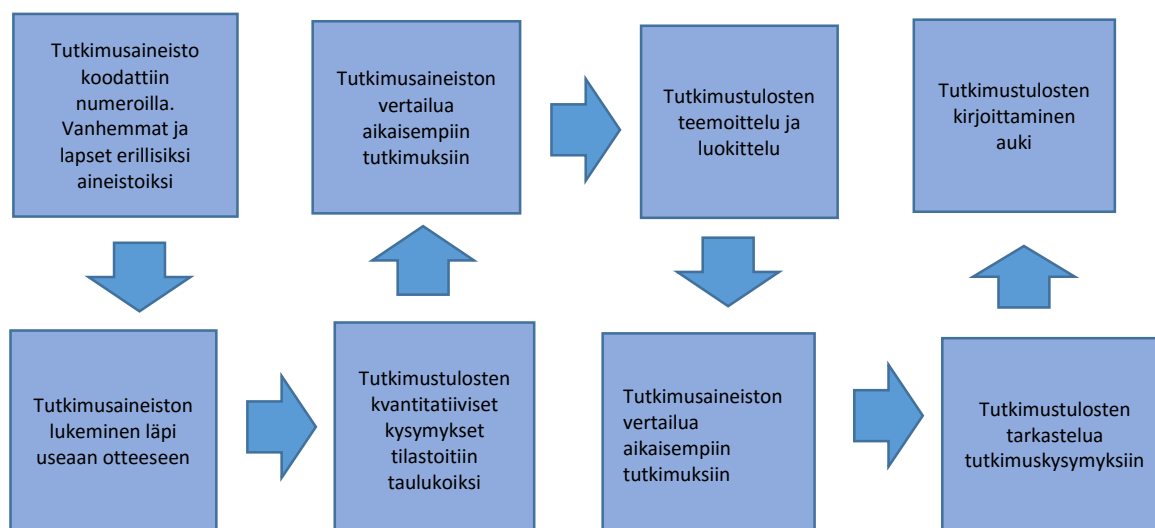 Tutkimusaineisto
koodattiin
numeroilla.
Vanhemmat ja
lapset erillisiksi
aineistoiksi
Tutkimusaineiston
lukeminen läpi
useaan otteeseen
Tutkimustulosten
kvantitatiiviset
kysymykset
tilastoitiin
taulukoiksi
Tutkimusaineiston
vertailua
aikaisempiin
tutkimuksiin
Tutkimustulosten
teemoittelu ja
luokittelu
Tutkimusaineiston
vertailua
aikaisempiin
tutkimuksiin
Tutkimustulosten
tarkastelua
tutkimuskysymyksiin
Tutkimustulosten
kirjoittaminen
auki